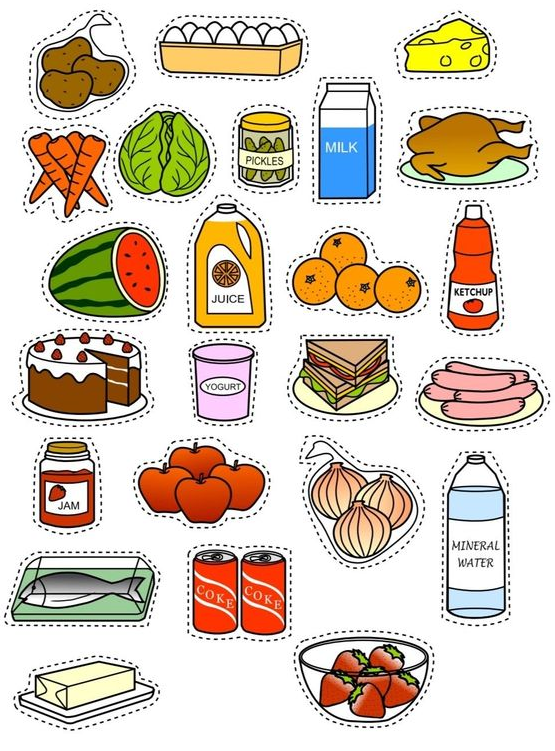 PICKLES
MILK
JUICE
KETCHUP
YOGURT
JAM
MINERAL
WATER
COKE
COKE